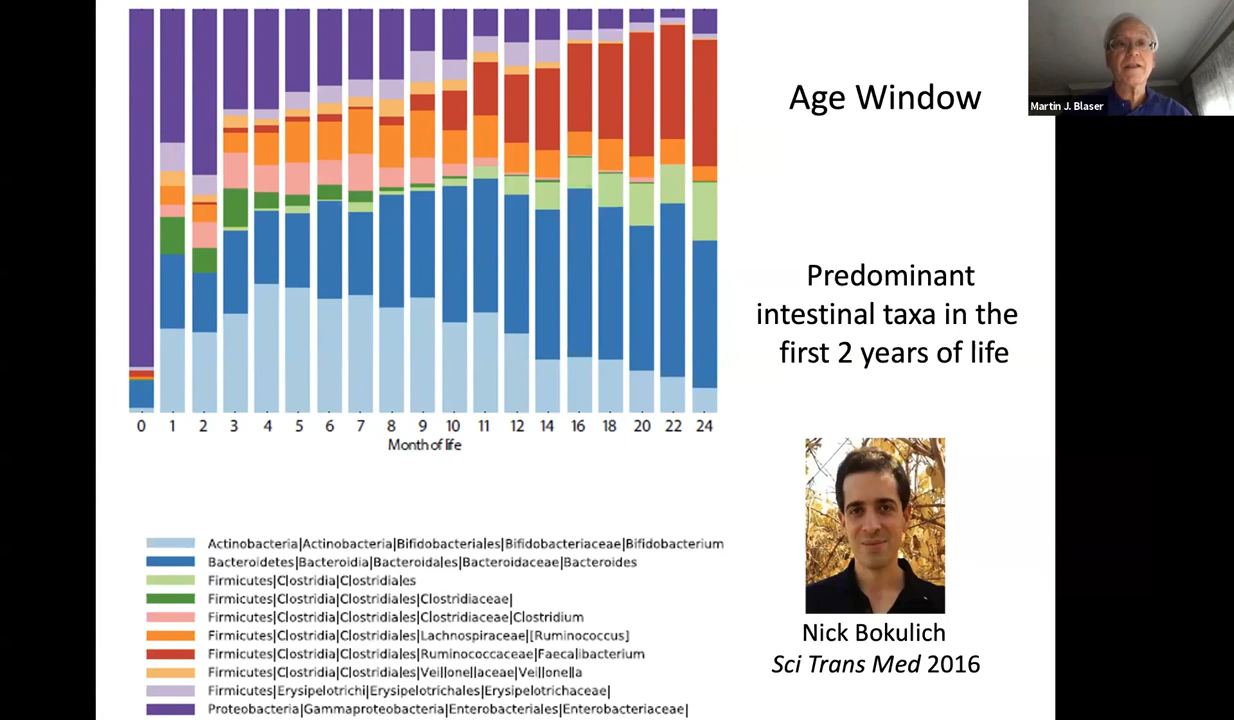 Age Window
Martin J. Blaser
Predominant
intestinal taxa in the
first 2 years of life
0 1 2 3 4 5 6 7 8 9 10 11 12 14 16 18 20 22 24
Month of life
Actinobacteria|Actinobacteria|Bifidobacteriales|Bifidobacteriaceae|Bifidobacterium
Bacteroidetes|Bacteroidia|Bacteroidales|Bacteroidaceae|Bacteroides
Firmicutes|Clostridia|Clostridiales
Firmicutes|Clostridia|Clostridiales|Clostridiaceae|
Firmicutes|Clostridia|Clostridiales|Clostridiaceae|Clostridium
Firmicutes|Clostridia|Clostridiales|Lachnospiraceae|[Ruminococcus]
Firmicutes|Clostridia|Clostridiales|Ruminococcaceae|Faecalibacterium
Firmicutes|Clostridia|Clostridiales|Veillonellaceae|Veillonella
Firmicutes|Erysipelotrichi|Erysipelotrichales|Erysipelotrichaceae|
Proteobacteria|Gammaproteobacteria|Enterobacteriales|Enterobacteriaceae|
Nick Bokulich
Sci Trans Med 2016